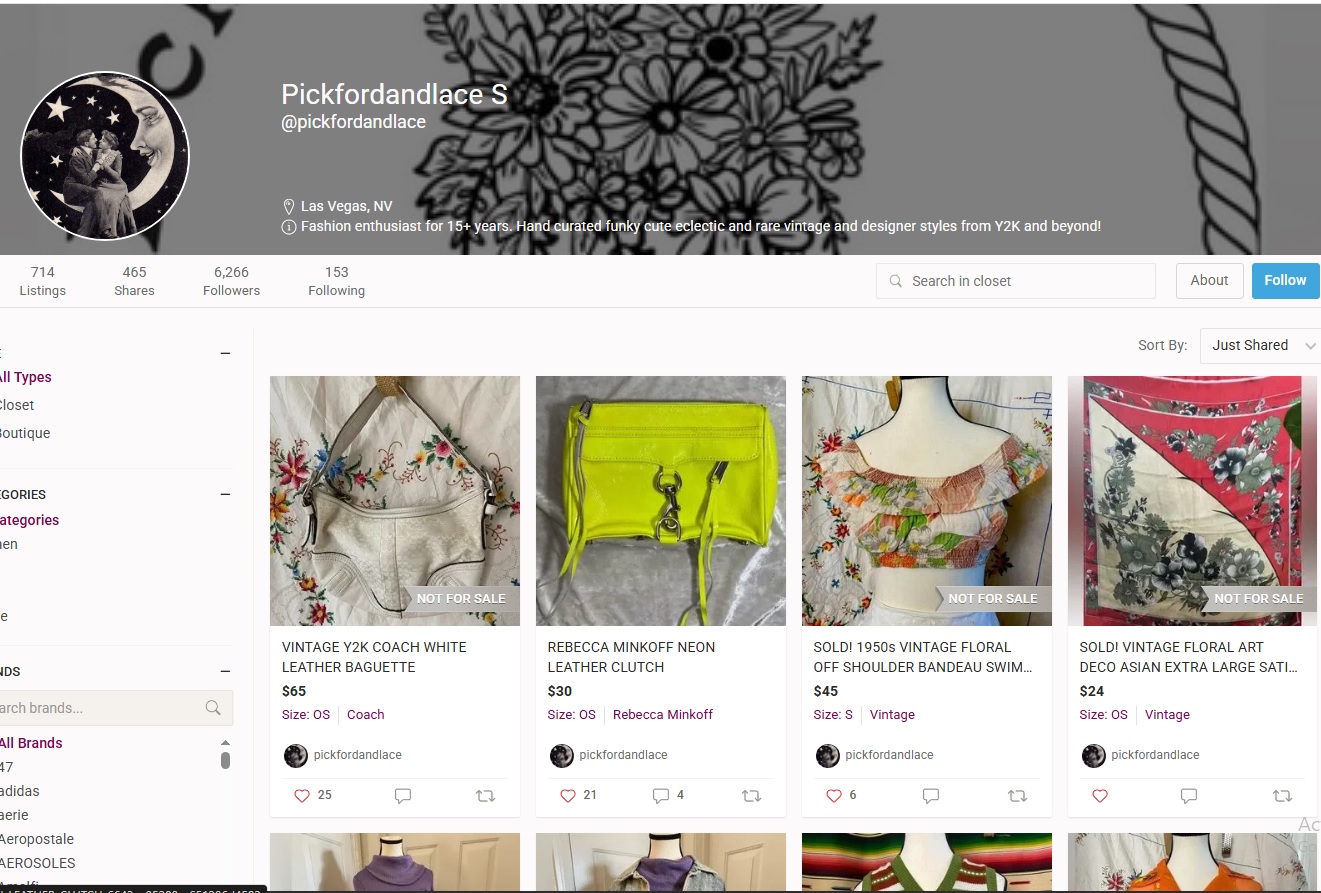 Pickfordandlace S
@pickfordandlace
Las Vegas, NV
Fashion enthusiast for 15+ years. Hand curated funky cute eclectic and rare vintage and designer styles from Y2K and beyond!
714 465 6,266 153
Listings Shares Followers Following
Search in closet
About
Follow
Sort By: Just Shared
All Types
Closet
Boutique
EGORIES
ategories
men
e
NDS
arch brands...
All Brands
47
adidas
aerie
Aeropostale
AEROSOLES
NOT FOR SALE
VINTAGE Y2K COACH WHITE
LEATHER BAGUETTE
$65
Size: OS Coach
pickfordandlace
25
REBECCA MINKOFF NEON
LEATHER CLUTCH
$30
Size: OS Rebecca Minkoff
pickfordandlace
21 4
NOT FOR SALE
SOLD! 1950s VINTAGE FLORAL
OFF SHOULDER BANDEAU SWIM...
$45
Size: S Vintage
pickfordandlace
6
NOT FOR SALE
SOLD! VINTAGE FLORAL ART
DECO ASIAN EXTRA LARGE SATI...
$24
Size: OS Vintage
pickfordandlace
Ac